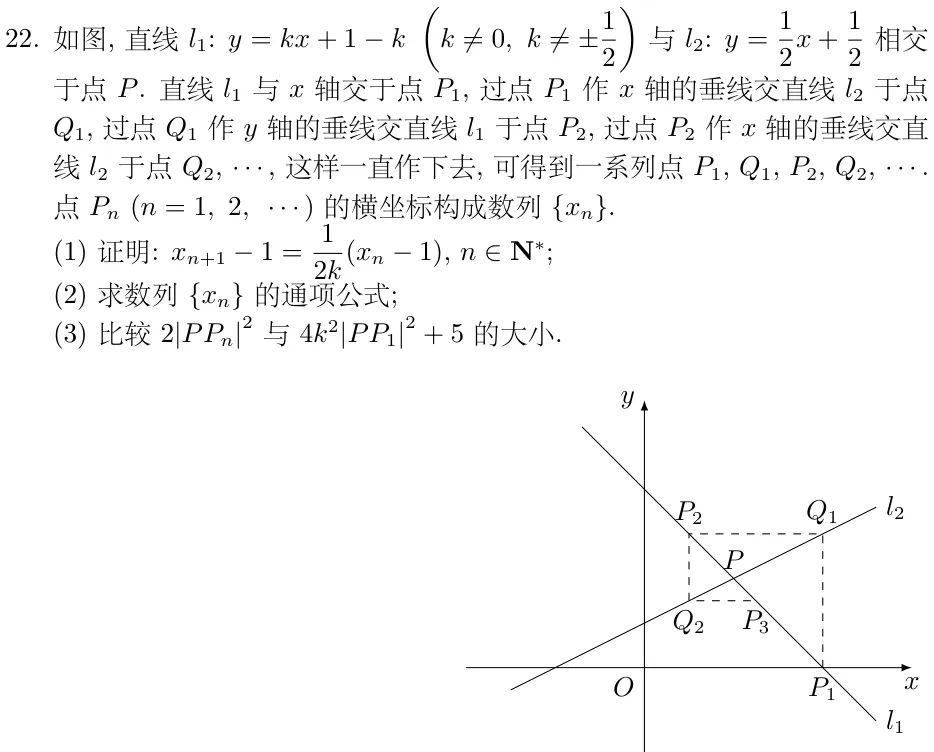 22. 如图, 直线 l₁: y = kx + 1 − k (k ≠ 0, k ≠ ±1/2) 与 l₂: y = 1/2 x + 1/2 相交
于点 P. 直线 l₁ 与 x 轴交于点 P₁, 过点 P₁ 作 x 轴的垂线交直线 l₂ 于点
Q₁, 过点 Q₁ 作 y 轴的垂线交直线 l₁ 于点 P₂, 过点 P₂ 作 x 轴的垂线交直
线 l₂ 于点 Q₂, ⋯, 这样一直作下去, 可得到一系列点 P₁, Q₁, P₂, Q₂, ⋯.
点 Pₙ (n = 1, 2, ⋯) 的横坐标构成数列 {xₙ}.
(1) 证明: xₙ₊₁ − 1 = 1/(2k) (xₙ − 1), n ∈ N*;
(2) 求数列 {xₙ} 的通项公式;
(3) 比较 2|PPₙ|² 与 4k²|PP₁|² + 5 的大小.
y
P₂ Q₁ l₂
P
Q₂ P₃
O P₁ x
l₁